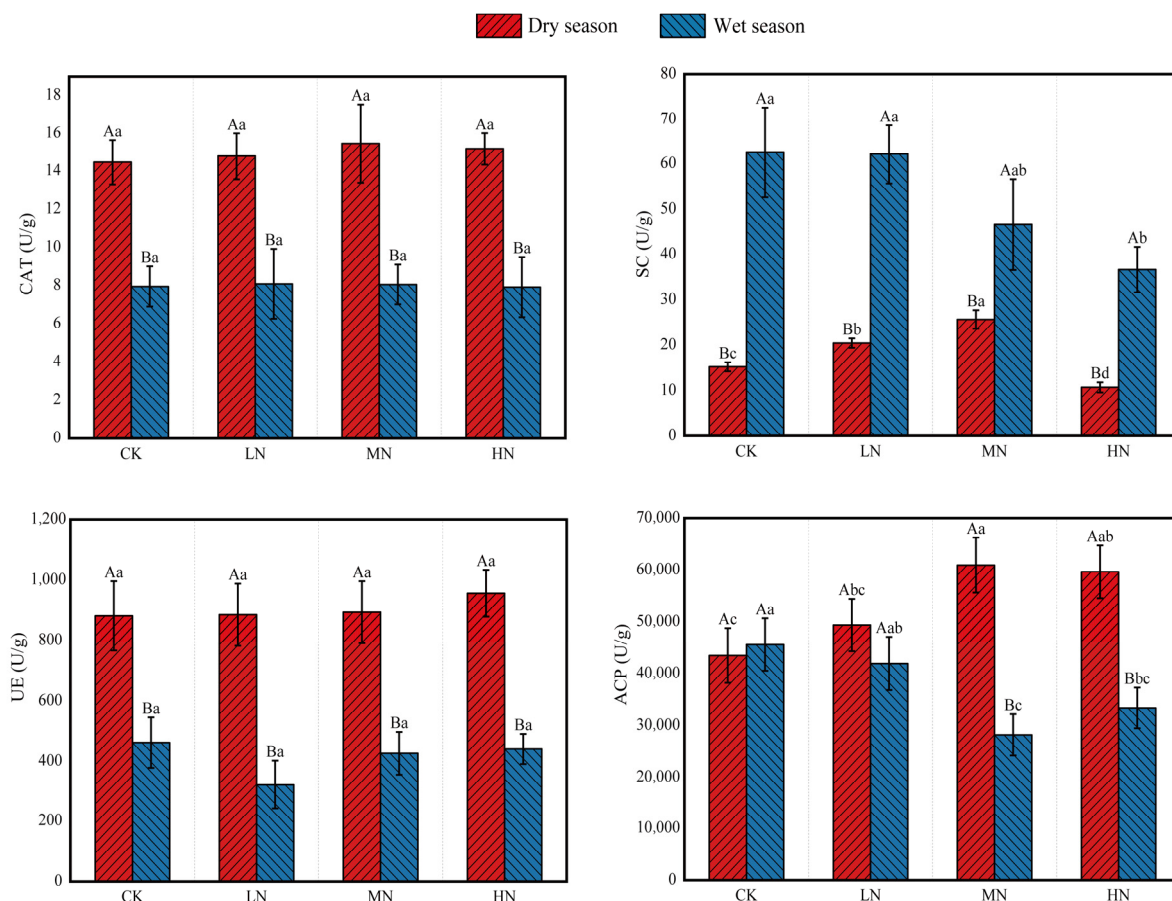 Dry season Wet season
CAT (U/g)
18
16
14
12
10
8
6
4
2
0
Aa Ba Aa Ba Aa Ba Aa Ba
CK LN MN HN
SC (U/g)
80
70
60
50
40
30
20
10
0
Bc Aa Bb Aa Ba Aab Bd Ab
CK LN MN HN
UE (U/g)
1,200
1,000
800
600
400
200
0
Aa Ba Aa Ba Aa Ba Aa Ba
CK LN MN HN
ACP (U/g)
70,000
60,000
50,000
40,000
30,000
20,000
10,000
0
Ac Aa Abc Aab Aa Bc Aab Bbc
CK LN MN HN